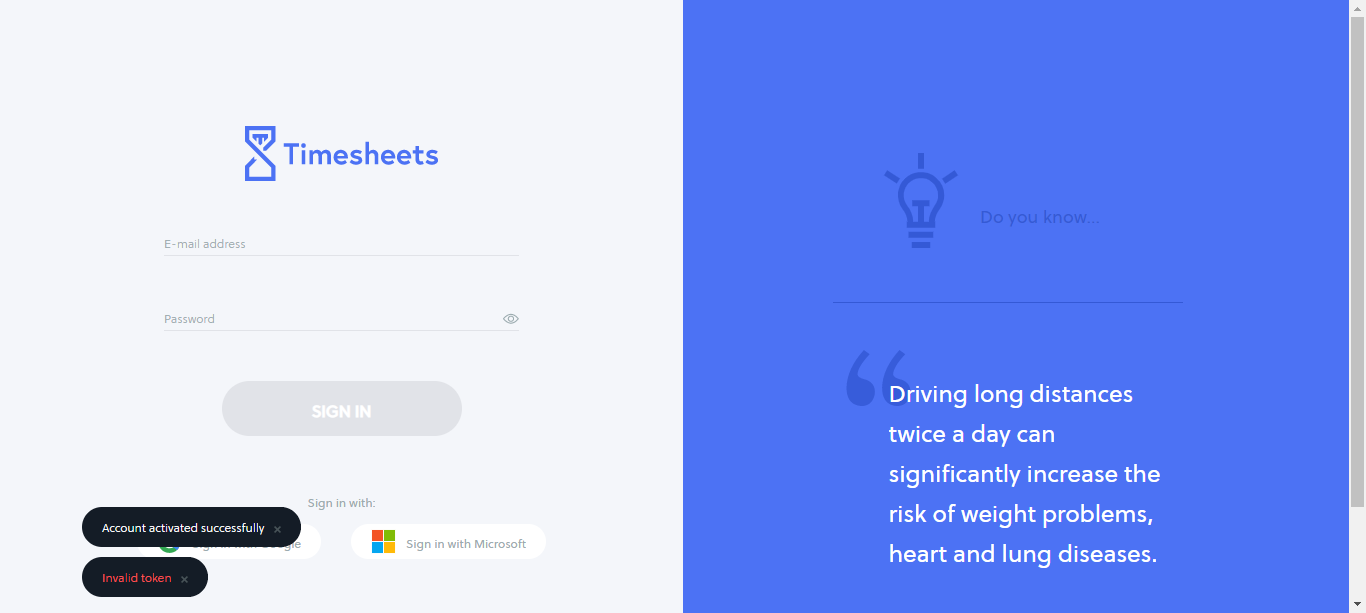 Timesheets
E-mail address
Password
SIGN IN
Sign in with:
Account activated successfully ×
Sign in with Google
Sign in with Microsoft
Invalid token ×
Do you know...
“
Driving long distances
twice a day can
significantly increase the
risk of weight problems,
heart and lung diseases.